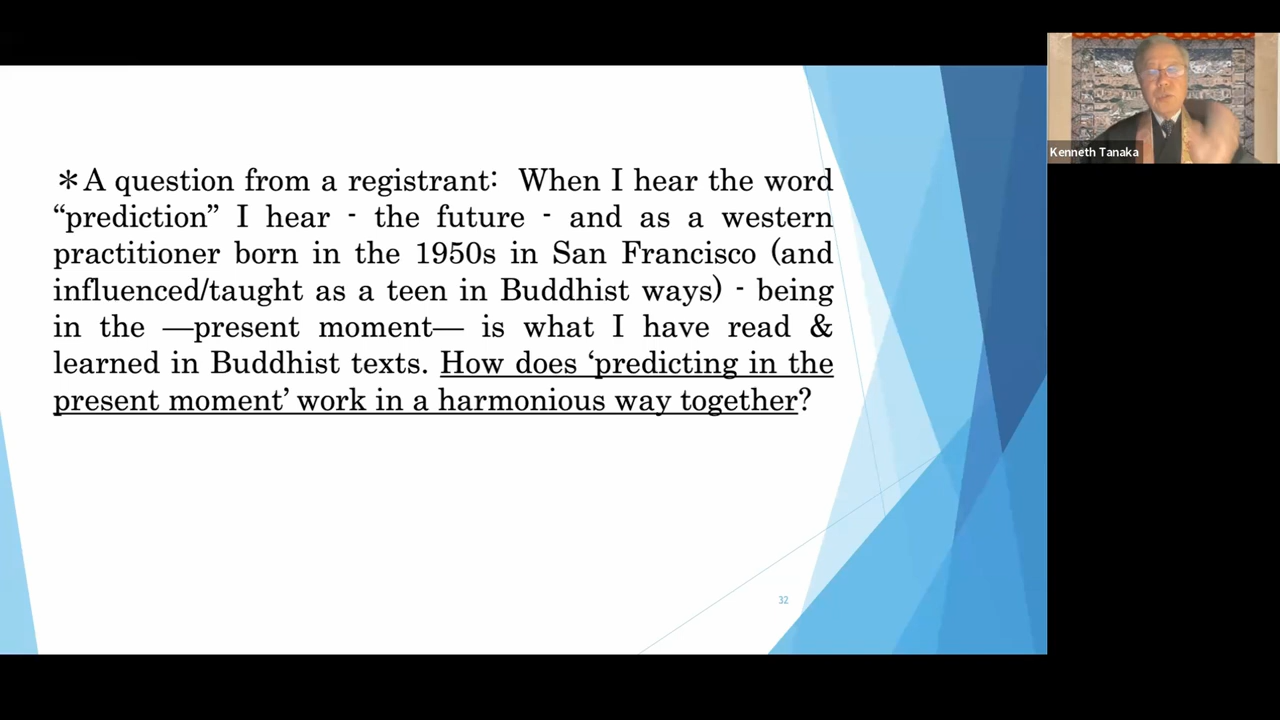 ＊A question from a registrant: When I hear the word
“prediction” I hear - the future - and as a western
practitioner born in the 1950s in San Francisco (and
influenced/taught as a teen in Buddhist ways) - being
in the —present moment— is what I have read &
learned in Buddhist texts. How does ‘predicting in the
present moment’ work in a harmonious way together?
32
Kenneth Tanaka